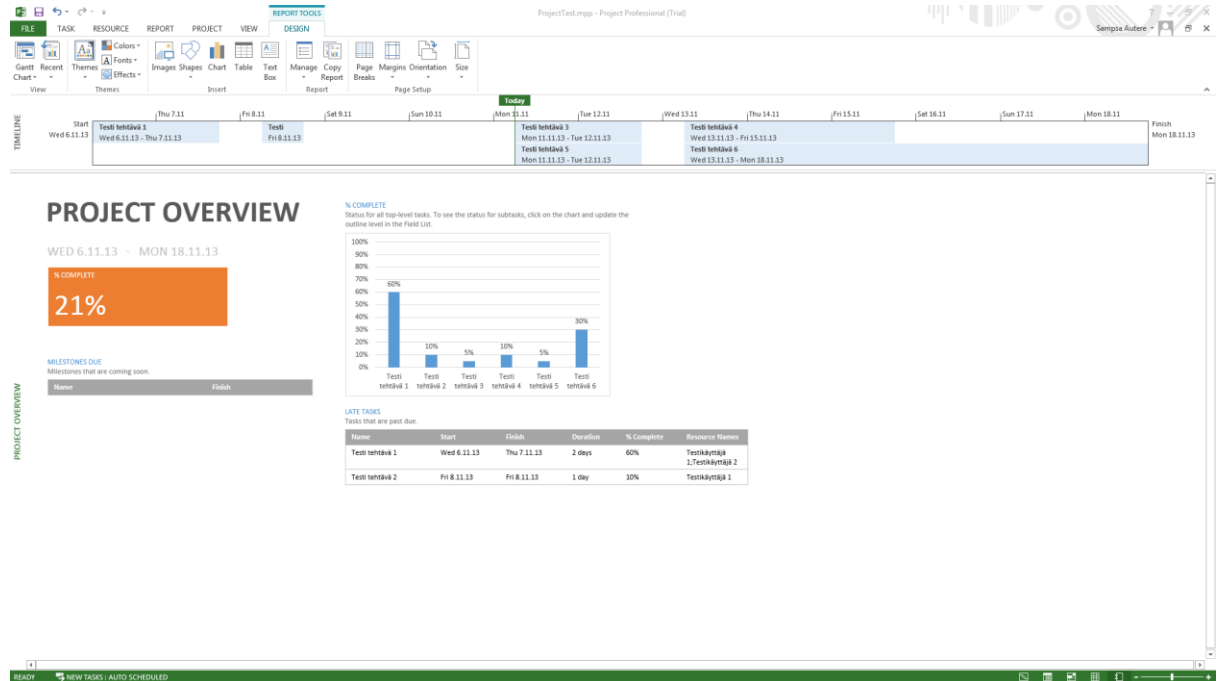 REPORT TOOLS
ProjectTest.mpp - Project Professional (Trial)
FILE TASK RESOURCE REPORT PROJECT VIEW DESIGN
Sampsa Autere
Gantt Chart
Recent
Themes
Colors
Fonts
Effects
Images
Shapes
Chart
Table
Text Box
Manage
Copy Report
Page Breaks
Margins
Orientation
Size
View Themes Insert Report Page Setup
TIMELINE
Today
Thu 7.11 Fri 8.11 Sat 9.11 Sun 10.11 Mon 11.11 Tue 12.11 Wed 13.11 Thu 14.11 Fri 15.11 Sat 16.11 Sun 17.11 Mon 18.11
Start
Wed 6.11.13
Testi tehtävä 1
Wed 6.11.13 - Thu 7.11.13
Testi
Fri 8.11.13
Testi tehtävä 3
Mon 11.11.13 - Tue 12.11.13
Testi tehtävä 5
Mon 11.11.13 - Tue 12.11.13
Testi tehtävä 4
Wed 13.11.13 - Fri 15.11.13
Testi tehtävä 6
Wed 13.11.13 - Mon 18.11.13
Finish
Mon 18.11.13
PROJECT OVERVIEW
PROJECT OVERVIEW
WED 6.11.13 - MON 18.11.13
% COMPLETE
21%
MILESTONES DUE
Milestones that are coming soon.
Name Finish
% COMPLETE
Status for all top-level tasks. To see the status for subtasks, click on the chart and update the
outline level in the Field List.
100%
90%
80%
70%
60%
50%
40%
30%
20%
10%
0%
60% 10% 5% 10% 5% 30%
Testi tehtävä 1
Testi tehtävä 2
Testi tehtävä 3
Testi tehtävä 4
Testi tehtävä 5
Testi tehtävä 6
LATE TASKS
Tasks that are past due.
Name Start Finish Duration % Complete Resource Names
Testi tehtävä 1 Wed 6.11.13 Thu 7.11.13 2 days 60% Testikäyttäjä
1;Testikäyttäjä 2
Testi tehtävä 2 Fri 8.11.13 Fri 8.11.13 1 day 10% Testikäyttäjä 1
READY NEW TASKS : AUTO SCHEDULED